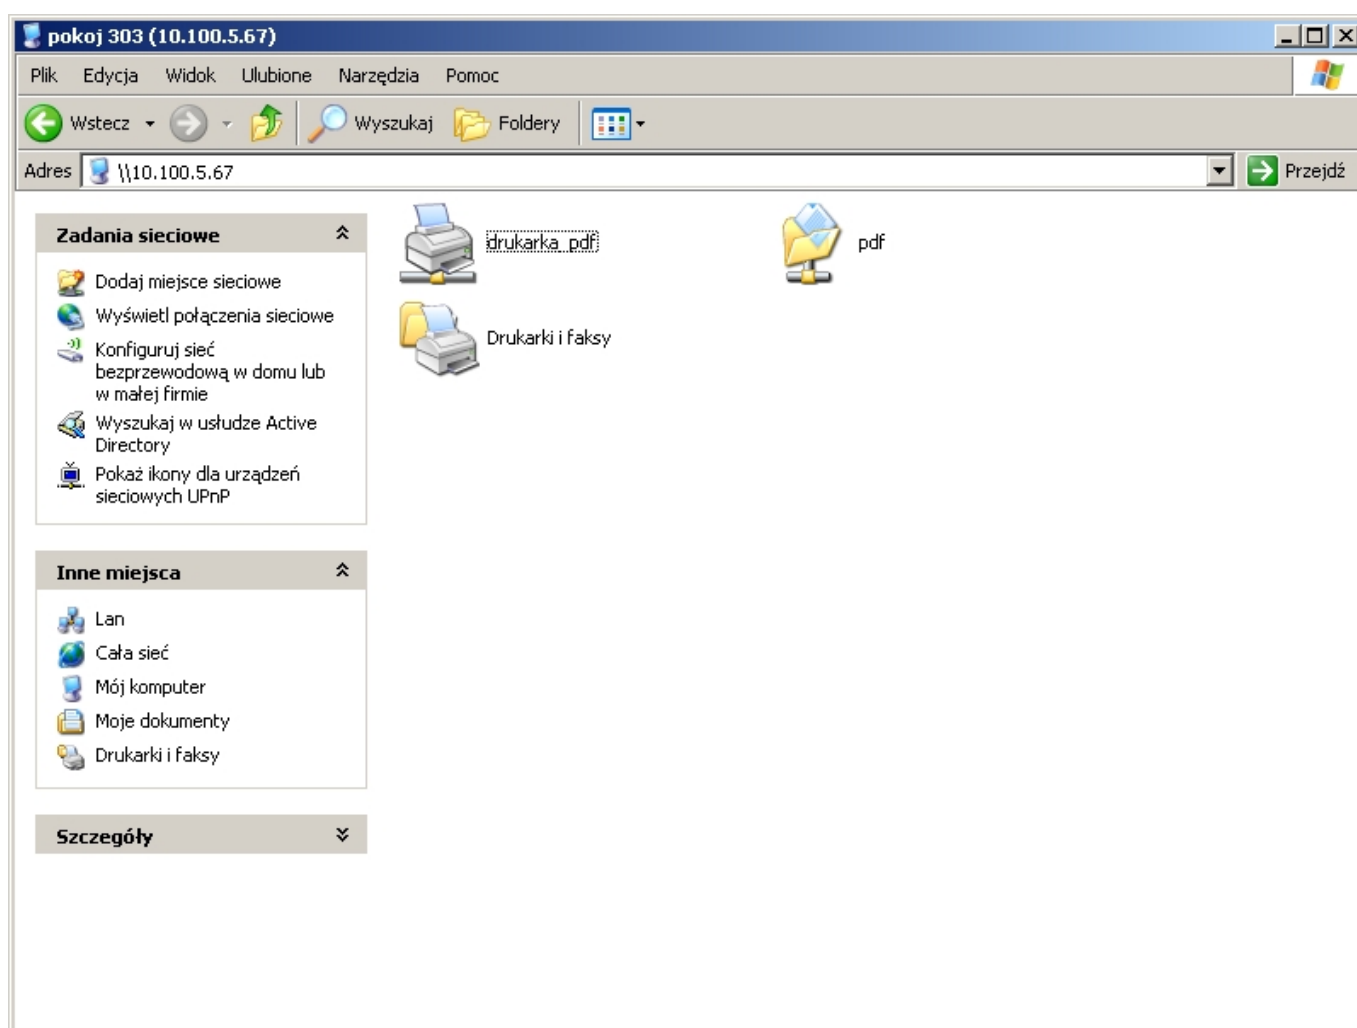 pokoj 303 (10.100.5.67)
Plik Edycja Widok Ulubione Narzędzia Pomoc
Wstecz Wyszukaj Foldery
Adres \\10.100.5.67 Przejdź
Zadania sieciowe
Dodaj miejsce sieciowe
Wyświetl połączenia sieciowe
Konfiguruj sieć
bezprzewodową w domu lub
w małej firmie
Wyszukaj w usłudze Active
Directory
Pokaż ikony dla urządzeń
sieciowych UPnP
Inne miejsca
Lan
Cała sieć
Mój komputer
Moje dokumenty
Drukarki i faksy
Szczegóły
drukarka_pdf
pdf
Drukarki i faksy